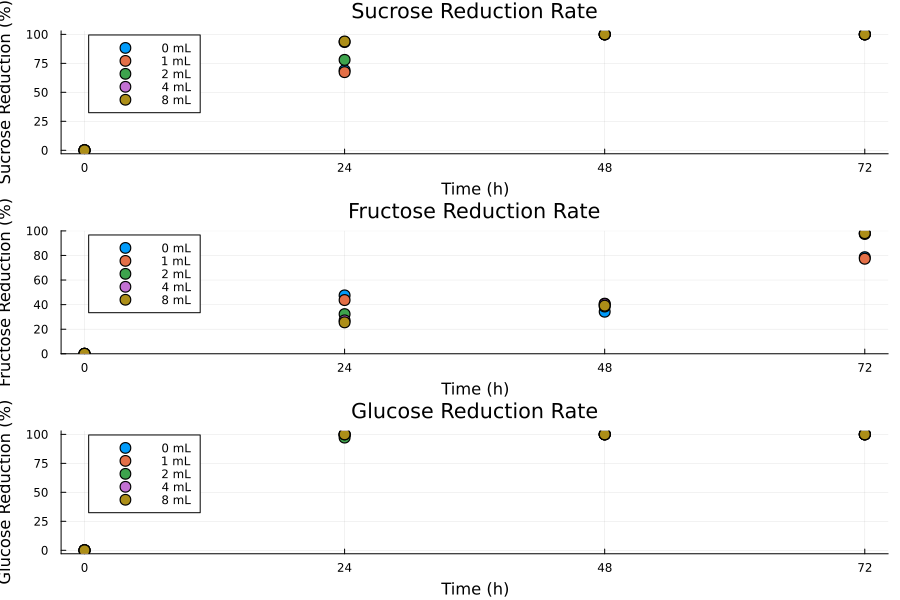 Sucrose Reduction Rate
Sucrose Reduction (%)
100
75
50
25
0
0 mL
1 mL
2 mL
4 mL
8 mL
0 24 48 72
Time (h)
Fructose Reduction Rate
Fructose Reduction (%)
100
80
60
40
20
0
0 mL
1 mL
2 mL
4 mL
8 mL
0 24 48 72
Time (h)
Glucose Reduction Rate
Glucose Reduction (%)
100
75
50
25
0
0 mL
1 mL
2 mL
4 mL
8 mL
0 24 48 72
Time (h)